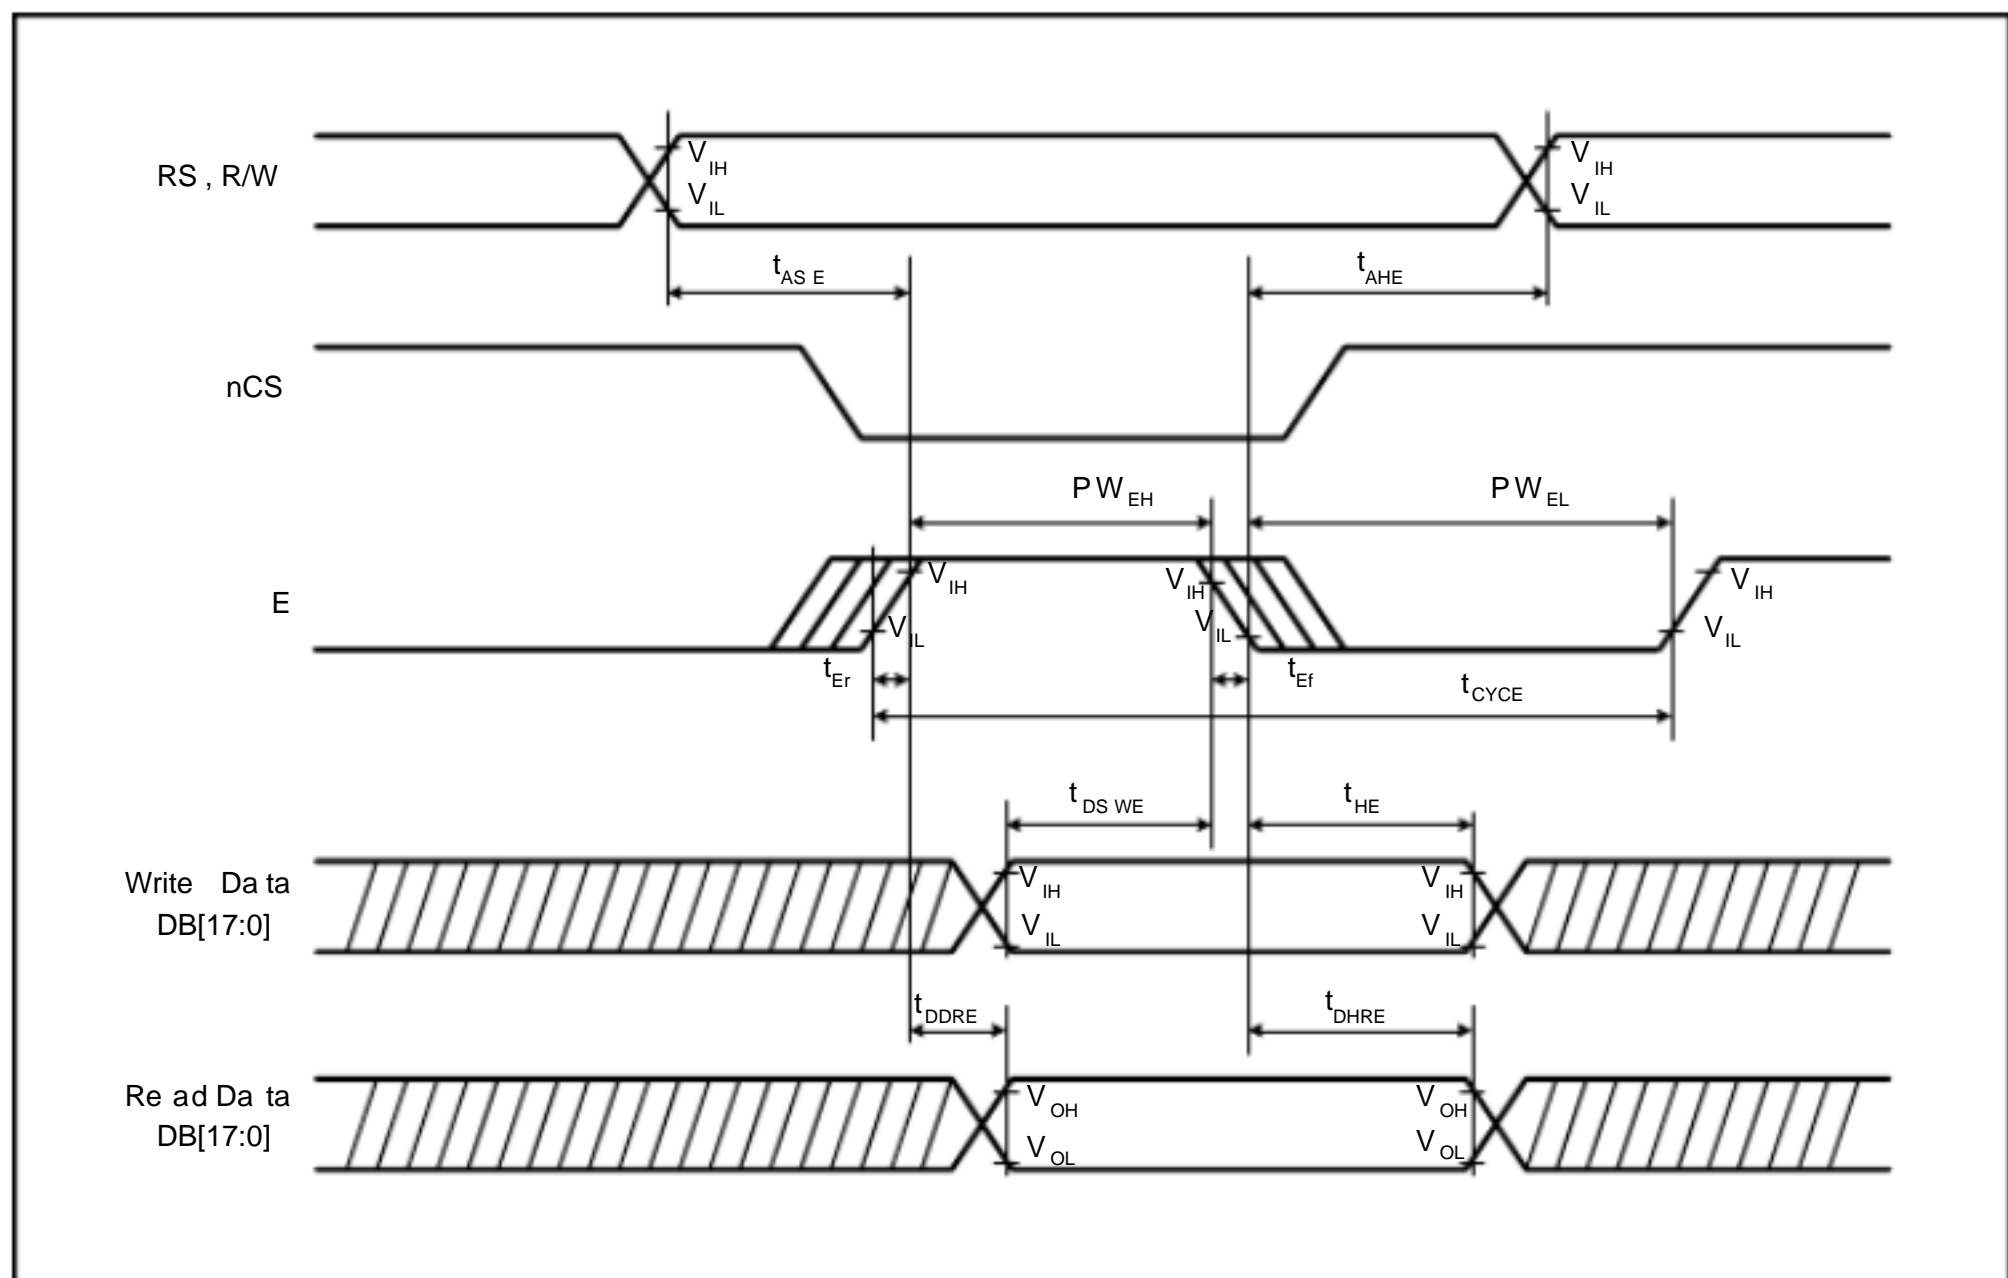 RS , R/W
V IH
V IL
V IH
V IL
t AS E
t AHE
nCS
P W EH
P W EL
E
V IH
V IL
V IH
V IL
V IH
V IL
t Er
t Ef
t CYCE
t DS WE
t HE
Write Da ta
DB[17:0]
V IH
V IL
V IH
V IL
t DDRE
t DHRE
Re ad Da ta
DB[17:0]
V OH
V OL
V OH
V OL